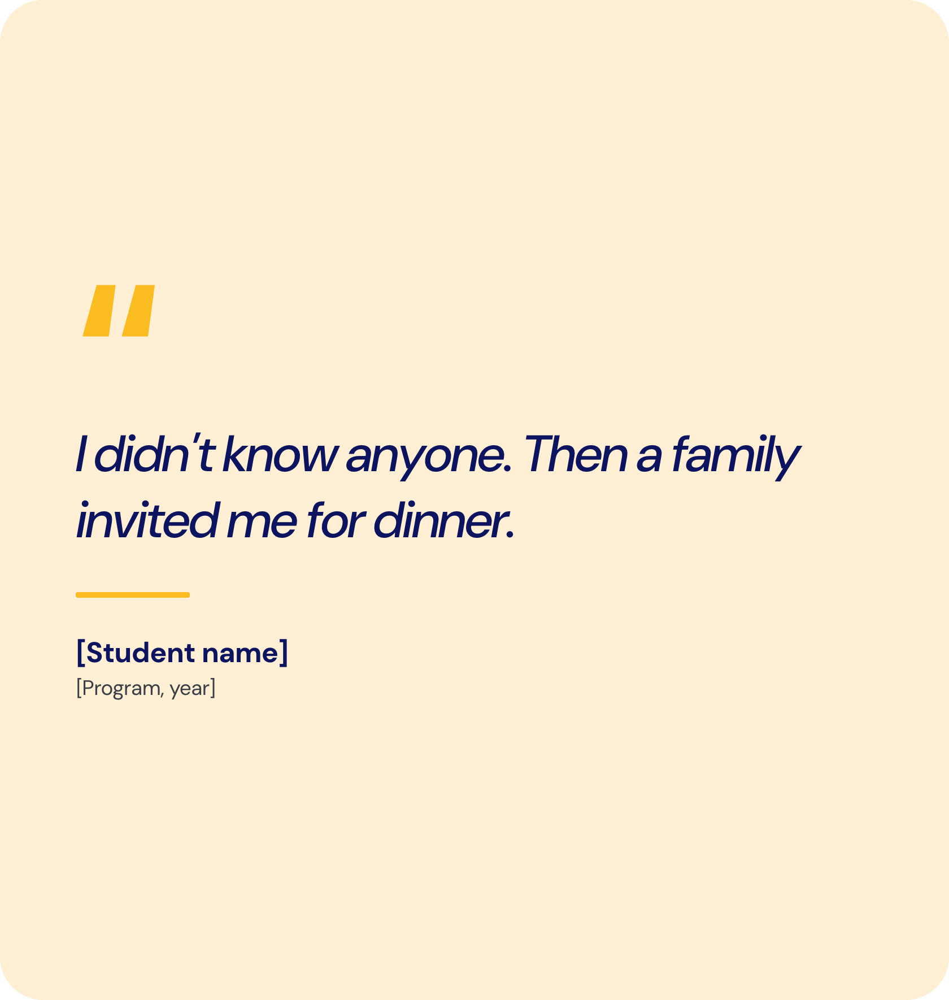 "
I didn't know anyone. Then a family
invited me for dinner.
[Student name]
[Program, year]